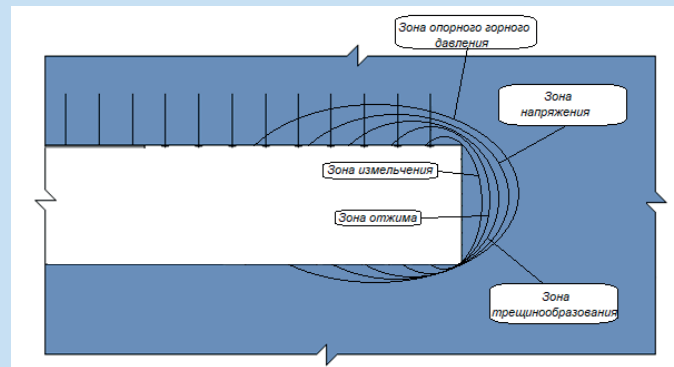 Зона опорного горного
давления
Зона
напряжения
Зона измельчения
Зона отжима
Зона
трещинообразования